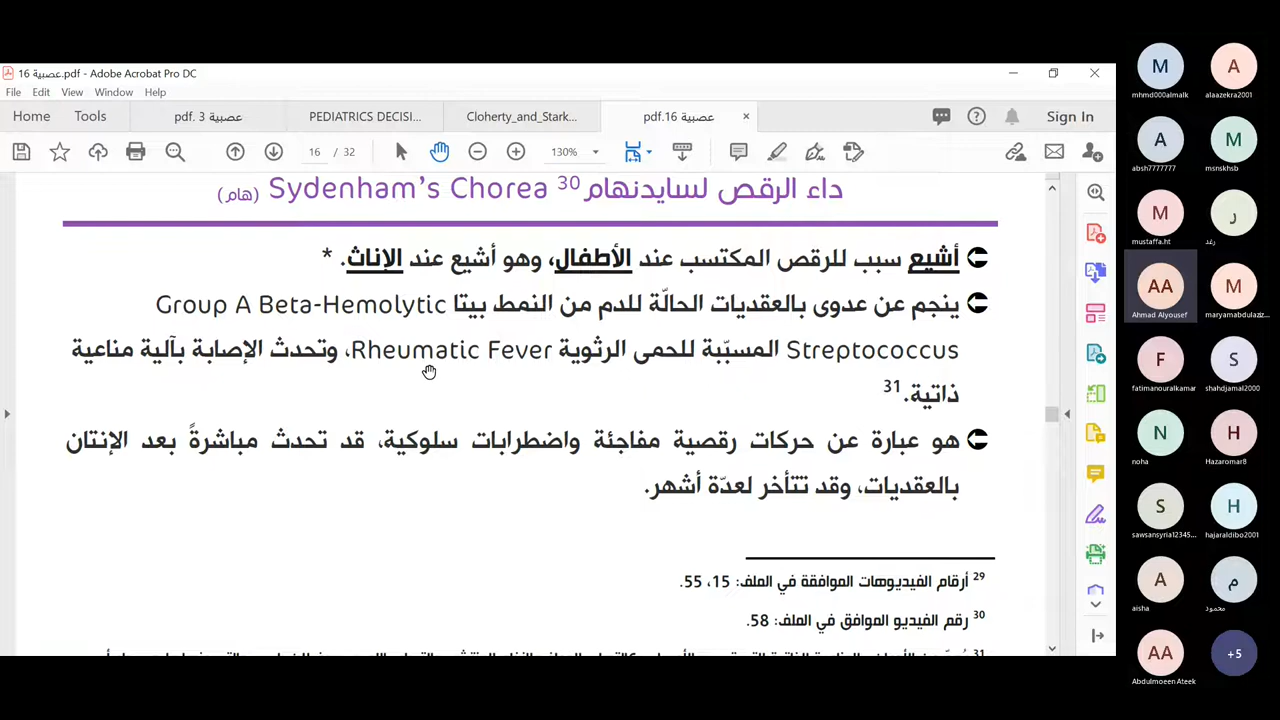 عصبية 16.pdf - Adobe Acrobat Pro DC
File Edit View Window Help
Home Tools عصبية 3 .pdf PEDIATRICS DECISI... Cloherty_and_Stark... عصبية 16.pdf × Sign In
16 / 32 130%
داء الرقص لسايدنهام Sydenham's Chorea 30 (هام)
أشيع سبب للرقص المكتسب عند الأطفال، وهو أشيع عند الإناث. *
ينجم عن عدوى بالعقديات الحالّة للدم من النمط بيتا Group A Beta-Hemolytic
Streptococcus المسبّبة للحمى الرثوية Rheumatic Fever، وتحدث الإصابة بآلية مناعية
ذاتية.31
هو عبارة عن حركات رقصية مفاجئة واضطرابات سلوكية، قد تحدث مباشرةً بعد الإنتان
بالعقديات، وقد تتأخر لعدّة أشهر.
29 أرقام الفيديوهات الموافقة في الملف: 15، 55.
30 رقم الفيديو الموافق في الملف: 58.
M A
mhmd000almalk alaazekra2001
A M
absh7777777 msnskhsb
M ر
mustaffa.ht رغد
AA M
Ahmad Alyousef maryamabdulaziz...
F S
fatimanouralkamar shahdjamal2000
N H
noha Hazaromar8
S H
sawsansyria12345... hajaraldibo2001
A م
aisha محمود
AA +5
Abdulmoeen Ateek